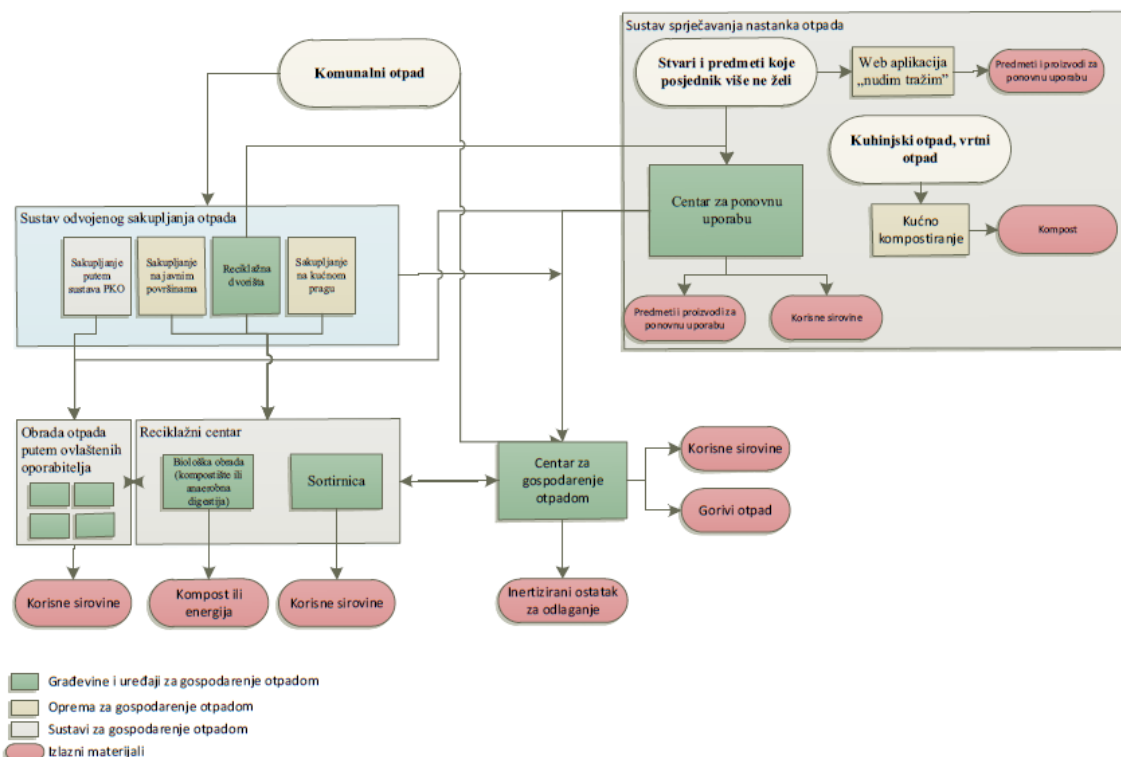 Sustav sprječavanja nastanka otpada
Komunalni otpad
Stvari i predmeti koje
posjednik više ne želi
Web aplikacija
„nudim tražim”
Predmeti i proizvodi za
ponovnu uporabu
Kuhinjski otpad, vrtni
otpad
Centar za ponovnu
uporabu
Kućno
kompostiranje
Kompost
Predmeti i proizvodi za
ponovnu uporabu
Korisne sirovine
Sustav odvojenog sakupljanja otpada
Sakupljanje
putem
sustava PKO
Sakupljanje
na javnim
površinama
Reciklažna
dvorišta
Sakupljanje
na kućnom
pragu
Obrada otpada
putem ovlaštenih
oporabitelja
Reciklažni centar
Biološka obrada
(kompostište ili
anaerobna
digestija)
Sortirnica
Centar za
gospodarenje
otpadom
Korisne sirovine
Gorivi otpad
Korisne sirovine
Kompost ili
energija
Korisne sirovine
Inertizirani ostatak
za odlaganje
Građevine i uređaji za gospodarenje otpadom
Oprema za gospodarenje otpadom
Sustavi za gospodarenje otpadom
Izlazni materijali